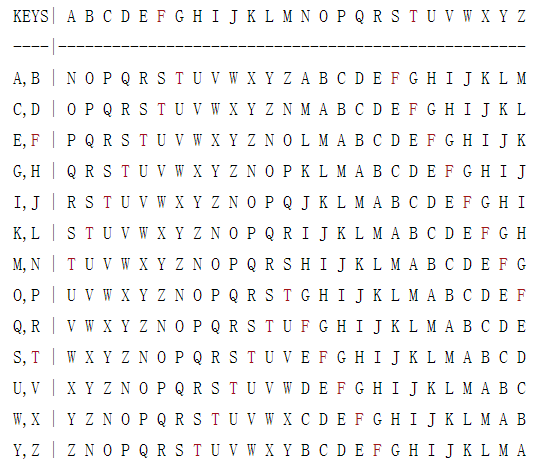 KEYS| A B C D E F G H I J K L M N O P Q R S T U V W X Y Z
----|----------------------------------------------------
A,B | N O P Q R S T U V W X Y Z A B C D E F G H I J K L M
C,D | O P Q R S T U V W X Y Z N M A B C D E F G H I J K L
E,F | P Q R S T U V W X Y Z N O L M A B C D E F G H I J K
G,H | Q R S T U V W X Y Z N O P K L M A B C D E F G H I J
I,J | R S T U V W X Y Z N O P Q J K L M A B C D E F G H I
K,L | S T U V W X Y Z N O P Q R I J K L M A B C D E F G H
M,N | T U V W X Y Z N O P Q R S H I J K L M A B C D E F G
O,P | U V W X Y Z N O P Q R S T G H I J K L M A B C D E F
Q,R | V W X Y Z N O P Q R S T U F G H I J K L M A B C D E
S,T | W X Y Z N O P Q R S T U V E F G H I J K L M A B C D
U,V | X Y Z N O P Q R S T U V W D E F G H I J K L M A B C
W,X | Y Z N O P Q R S T U V W X C D E F G H I J K L M A B
Y,Z | Z N O P Q R S T U V W X Y B C D E F G H I J K L M A